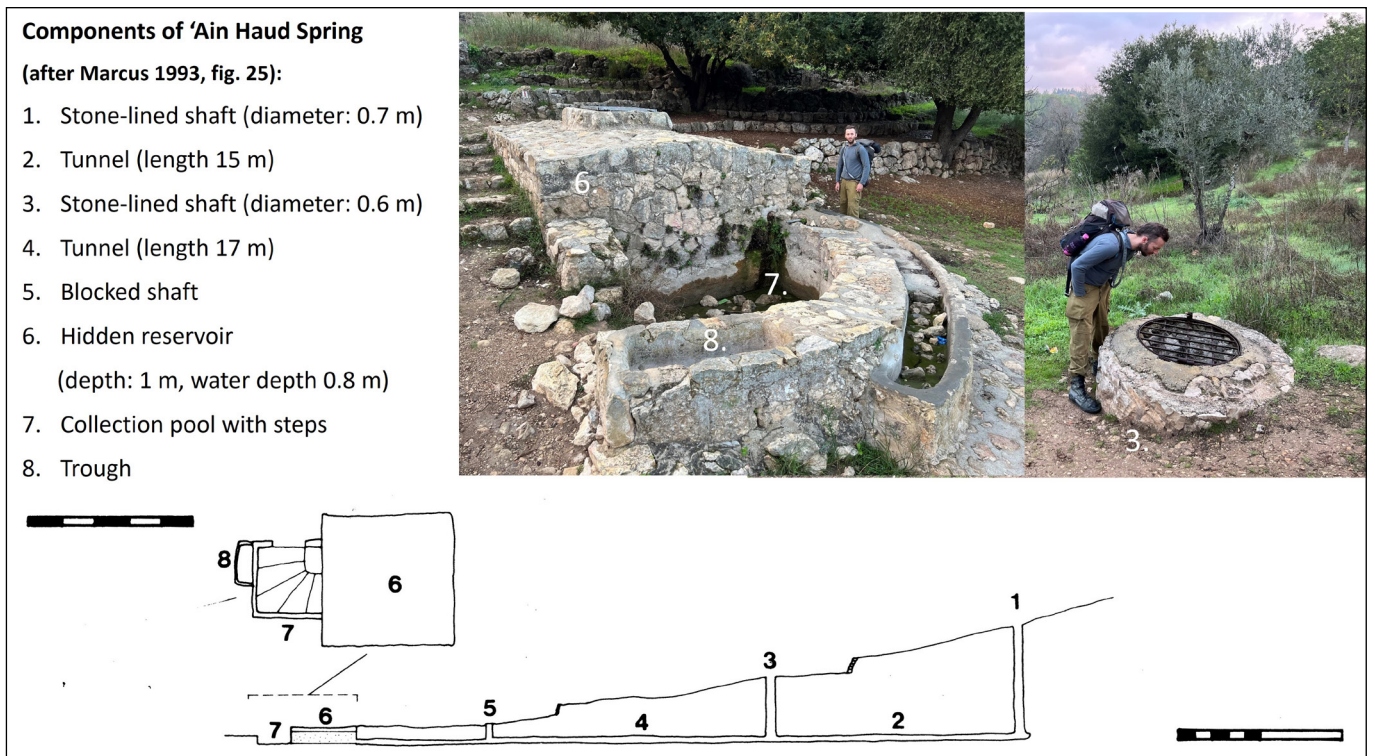 Components of ‘Ain Haud Spring
(after Marcus 1993, fig. 25):
1. Stone-lined shaft (diameter: 0.7 m)
2. Tunnel (length 15 m)
3. Stone-lined shaft (diameter: 0.6 m)
4. Tunnel (length 17 m)
5. Blocked shaft
6. Hidden reservoir
(depth: 1 m, water depth 0.8 m)
7. Collection pool with steps
8. Trough
6.
7.
8.
3.
8
6
7
1
3
5
6
7
4
2